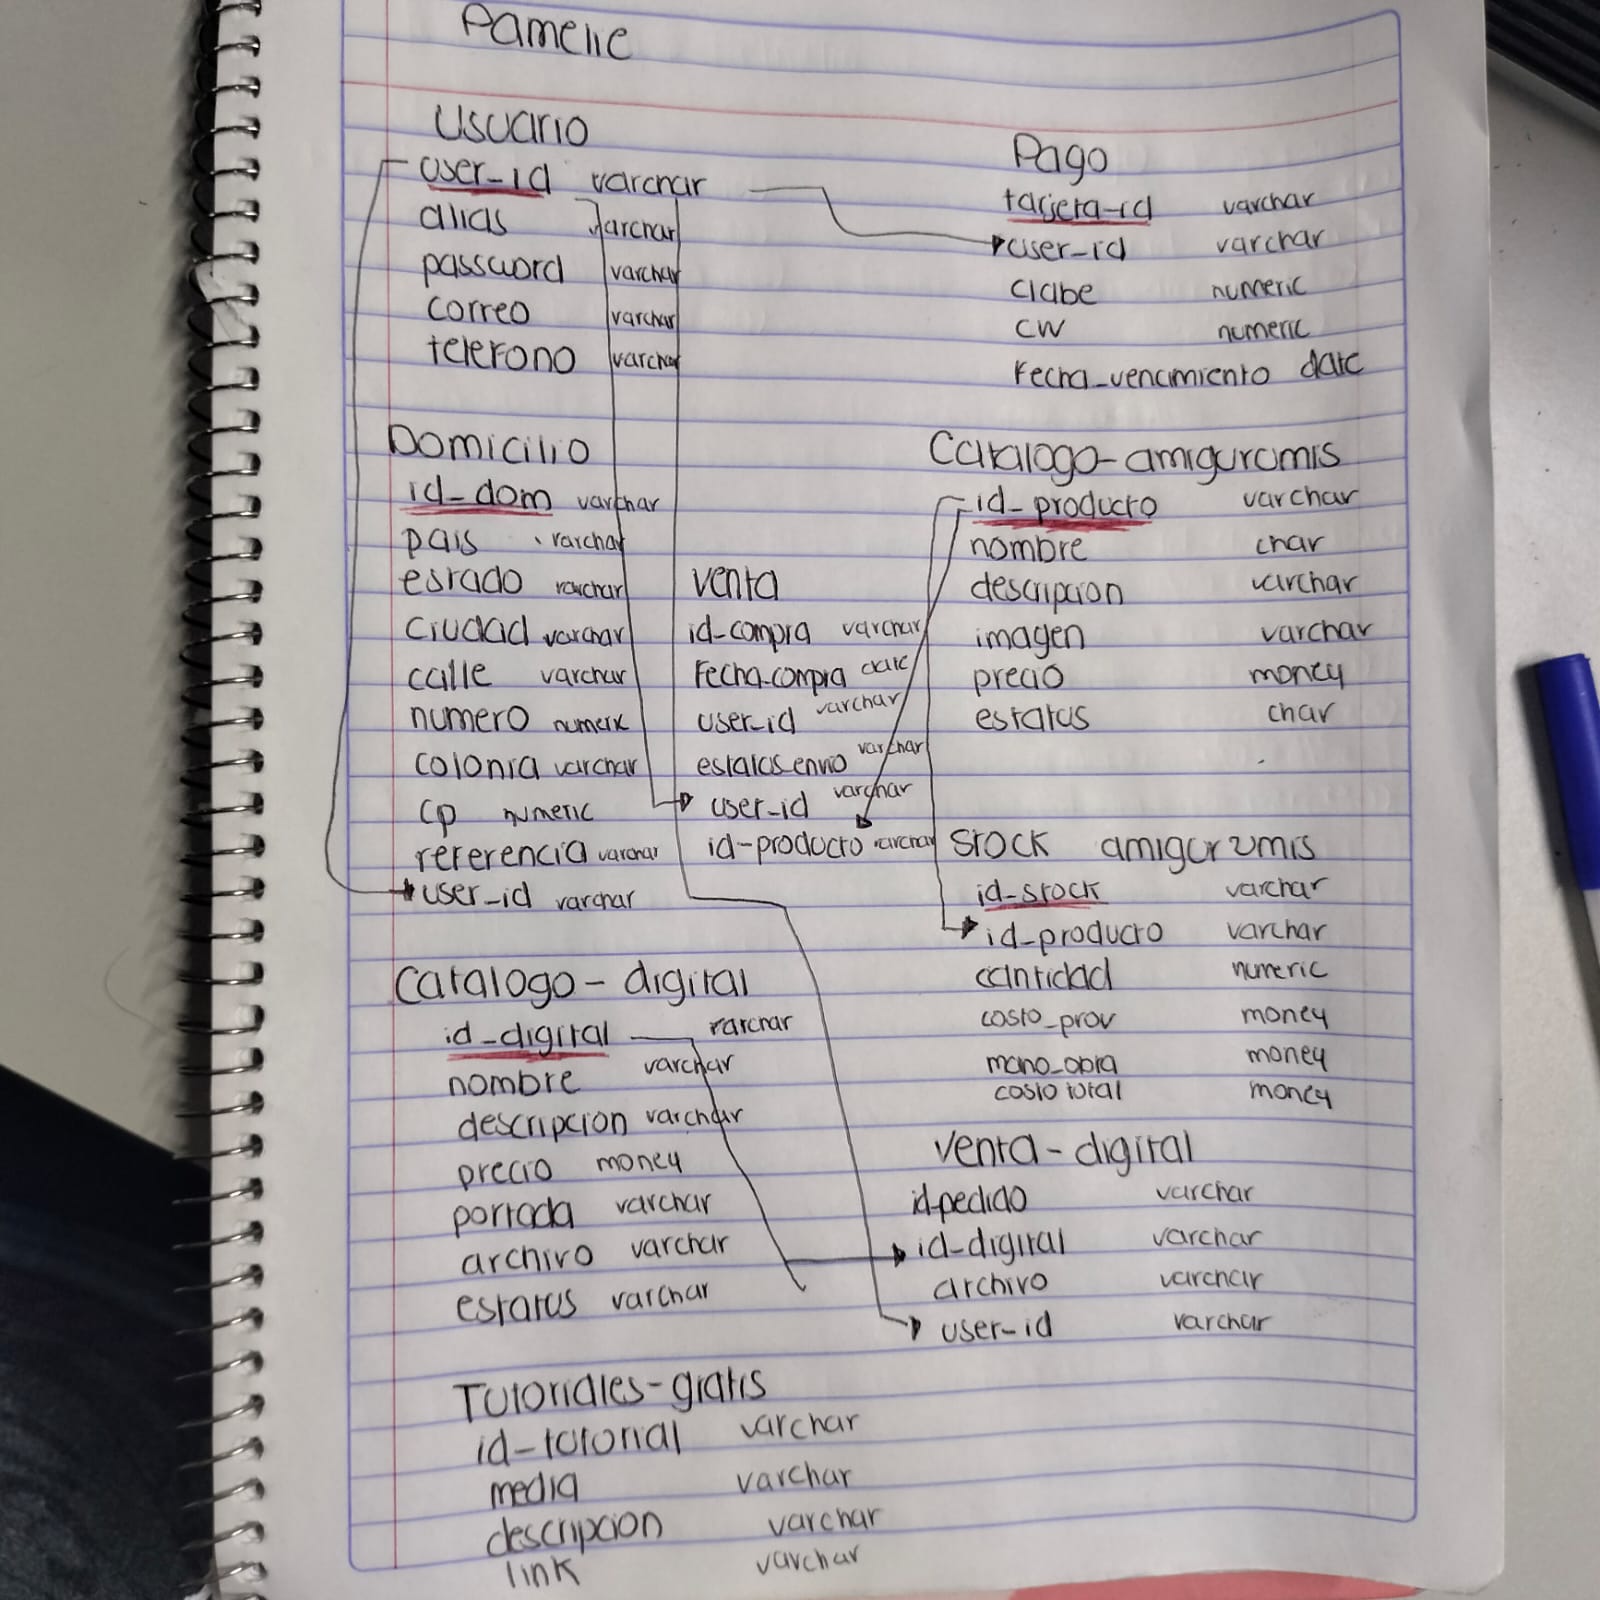 Pamelic
Usuario
user_id varchar
alias varchar
password varchar
correo varchar
telefono varchar
Pago
tarjeta-id varchar
user_id varchar
clabe numeric
cvv numeric
fecha_vencimiento date
Domicilio
id_dom varchar
pais varchar
estado varchar
ciudad varchar
calle varchar
numero numeric
colonia varchar
cp numeric
referencia varchar
user_id varchar
venta
id-compra varchar
fecha-compra date
user_id varchar
estatus envio varchar
user_id varchar
id-producto varchar
Catalogo-amigurumis
id_producto varchar
nombre char
descripcion varchar
imagen varchar
precio money
estatus char
Stock amigurumis
id_stock varchar
id_producto varchar
cantidad numeric
costo_prov money
mano_obra money
costo total money
Catalogo-digital
id_digital varchar
nombre varchar
descripcion varchar
precio money
portada varchar
archivo varchar
estatus varchar
venta-digital
id-pedido varchar
id-digital varchar
archivo varchar
user_id varchar
Tutoriales-gratis
id-tutorial varchar
media varchar
descripcion varchar
link varchar